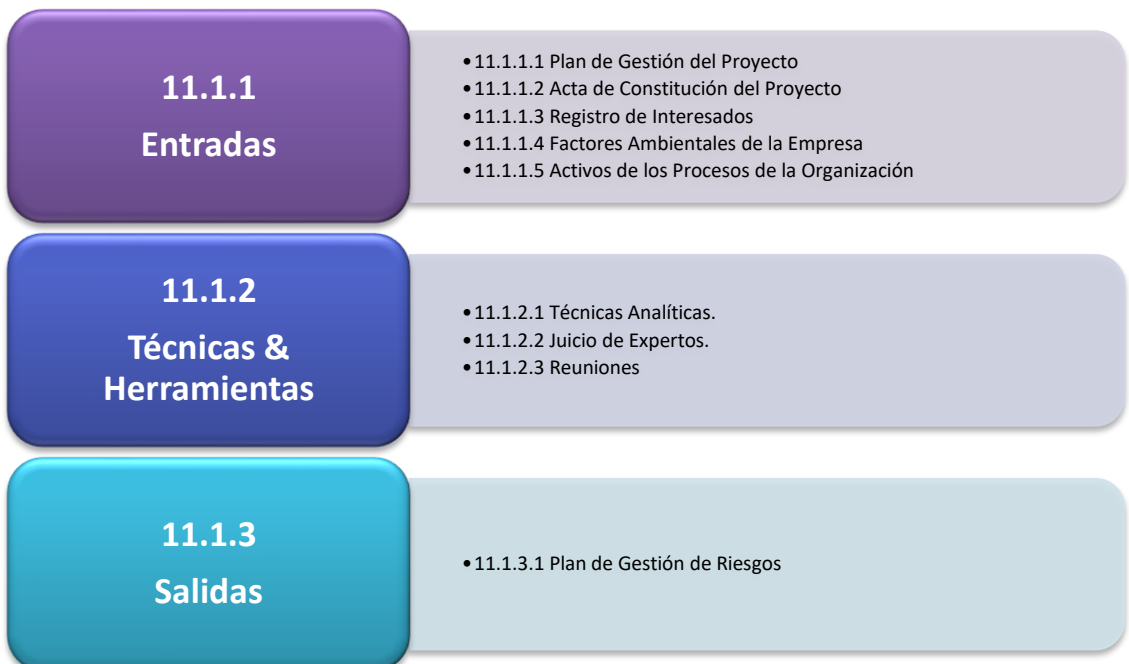 11.1.1
Entradas
•11.1.1.1 Plan de Gestión del Proyecto
•11.1.1.2 Acta de Constitución del Proyecto
•11.1.1.3 Registro de Interesados
•11.1.1.4 Factores Ambientales de la Empresa
•11.1.1.5 Activos de los Procesos de la Organización
11.1.2
Técnicas &
Herramientas
•11.1.2.1 Técnicas Analíticas.
•11.1.2.2 Juicio de Expertos.
•11.1.2.3 Reuniones
11.1.3
Salidas
•11.1.3.1 Plan de Gestión de Riesgos